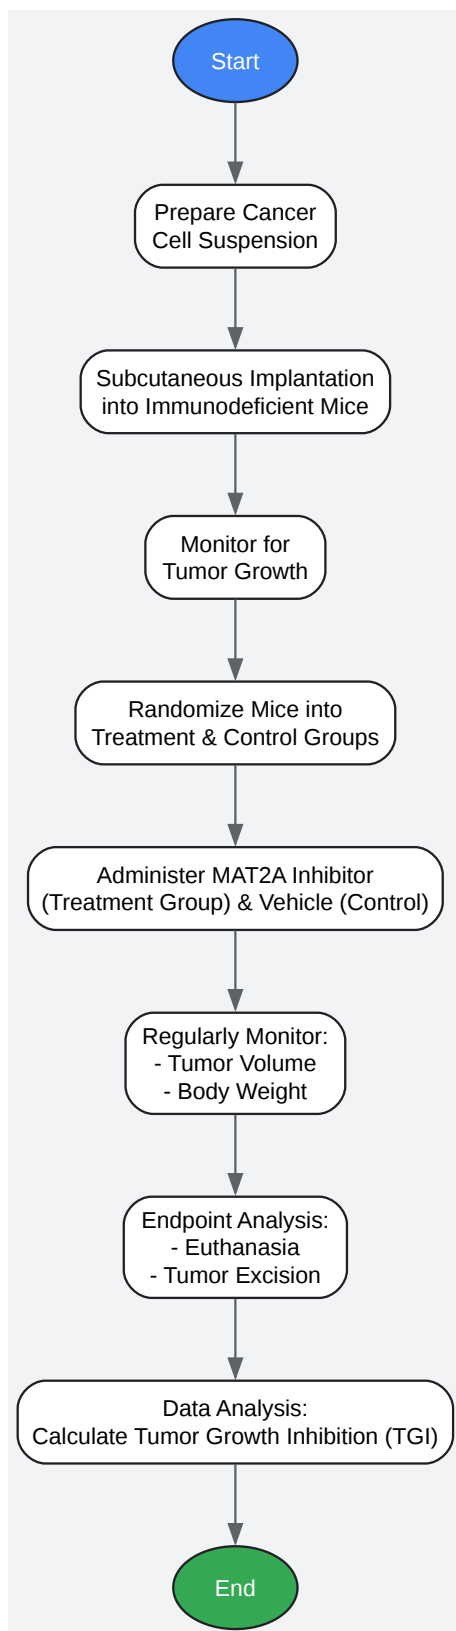 Start
Prepare Cancer
Cell Suspension
Subcutaneous Implantation
into Immunodeficient Mice
Monitor for
Tumor Growth
Randomize Mice into
Treatment & Control Groups
Administer MAT2A Inhibitor
(Treatment Group) & Vehicle (Control)
Regularly Monitor:
- Tumor Volume
- Body Weight
Endpoint Analysis:
- Euthanasia
- Tumor Excision
Data Analysis:
Calculate Tumor Growth Inhibition (TGI)
End